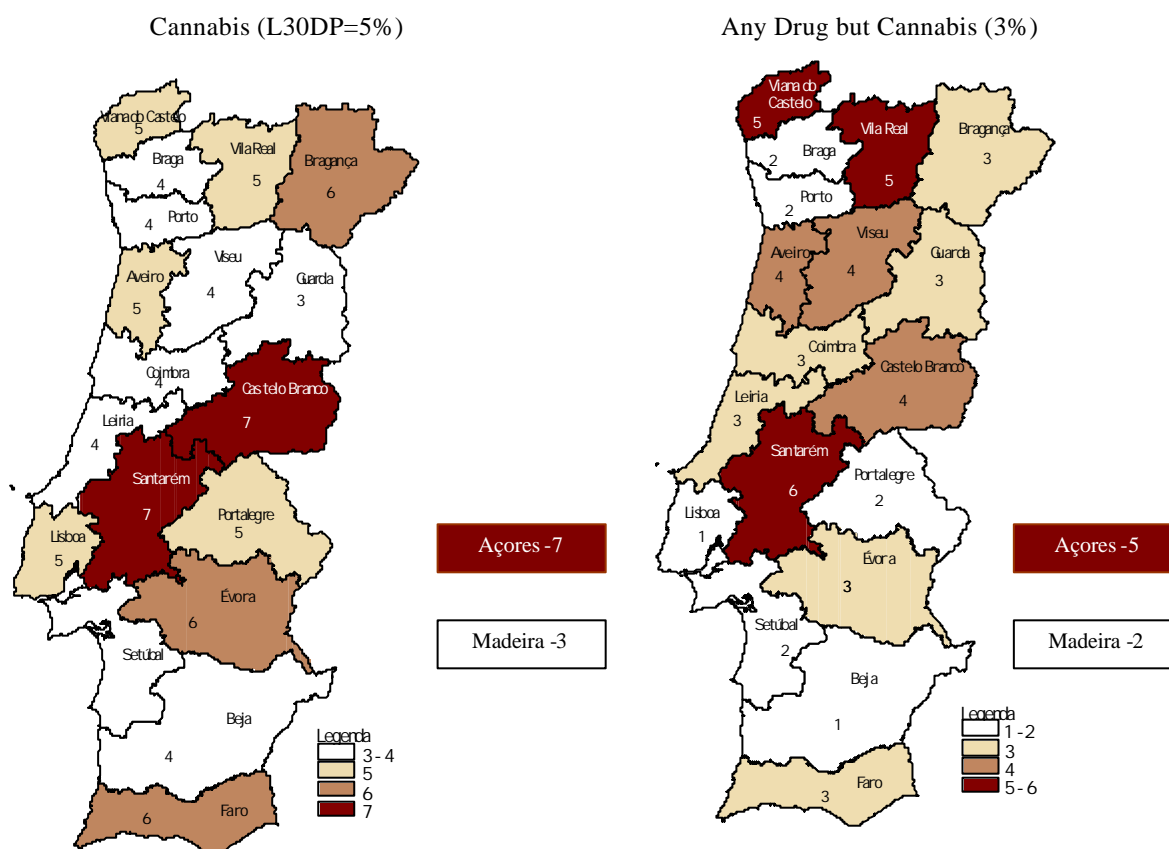 Cannabis (L30DP=5%)
Viana do Castelo
5
Braga
4
Vila Real
5
Bragança
6
Porto
4
Viseu
4
Aveiro
5
Guarda
3
Coimbra
4
Castelo Branco
7
Leiria
4
Santarém
7
Portalegre
5
Lisboa
5
Évora
6
Setúbal
Beja
4
Faro
6
Açores -7
Madeira -3
Legenda
3 - 4
5
6
7
Any Drug but Cannabis (3%)
Viana do
Castelo
5
Braga
2
Vila Real
5
Bragança
3
Porto
2
Viseu
4
Aveiro
4
Guarda
3
Coimbra
3
Castelo Branco
4
Leiria
3
Santarém
6
Portalegre
2
Lisboa
1
Évora
3
Setúbal
2
Beja
1
Faro
3
Açores -5
Madeira -2
Legenda
1 - 2
3
4
5 - 6